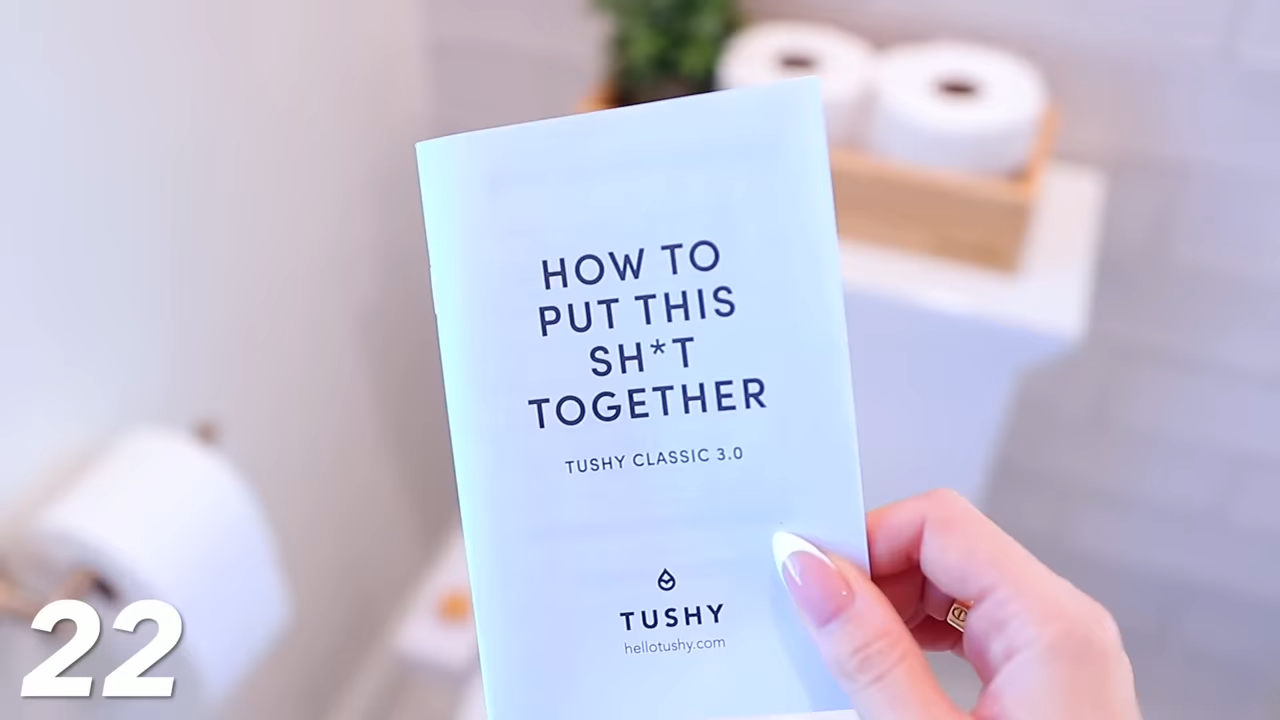 HOW TO
PUT THIS
SH*T
TOGETHER
TUSHY CLASSIC 3.0
TUSHY
hellotushy.com
22